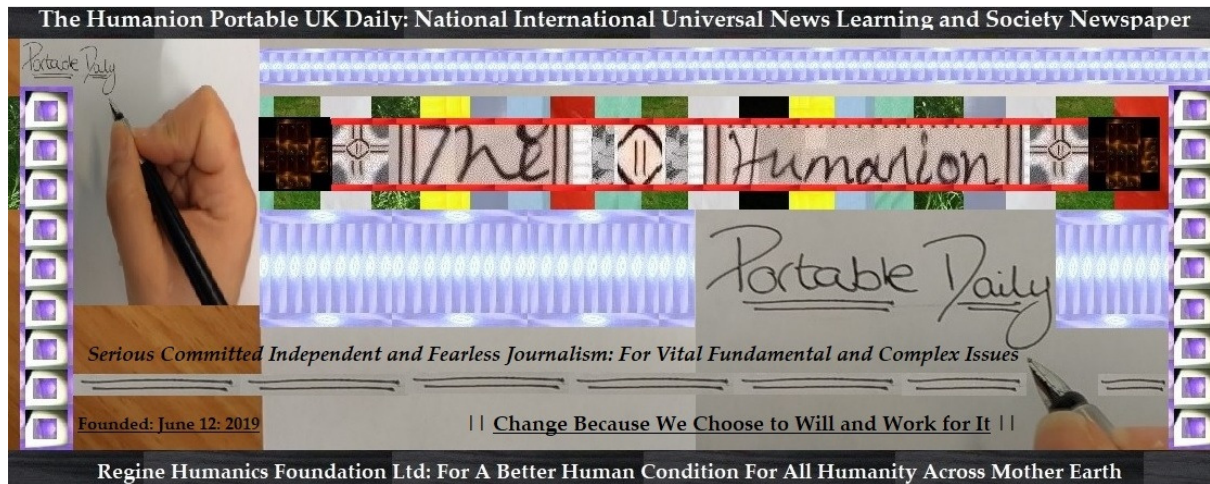 The Humanion Portable UK Daily: National International Universal News Learning and Society Newspaper
Portable Daily
The Humanion
Portable Daily
Serious Committed Independent and Fearless Journalism: For Vital Fundamental and Complex Issues
Founded: June 12: 2019
|| Change Because We Choose to Will and Work for It ||
Regine Humanics Foundation Ltd: For A Better Human Condition For All Humanity Across Mother Earth